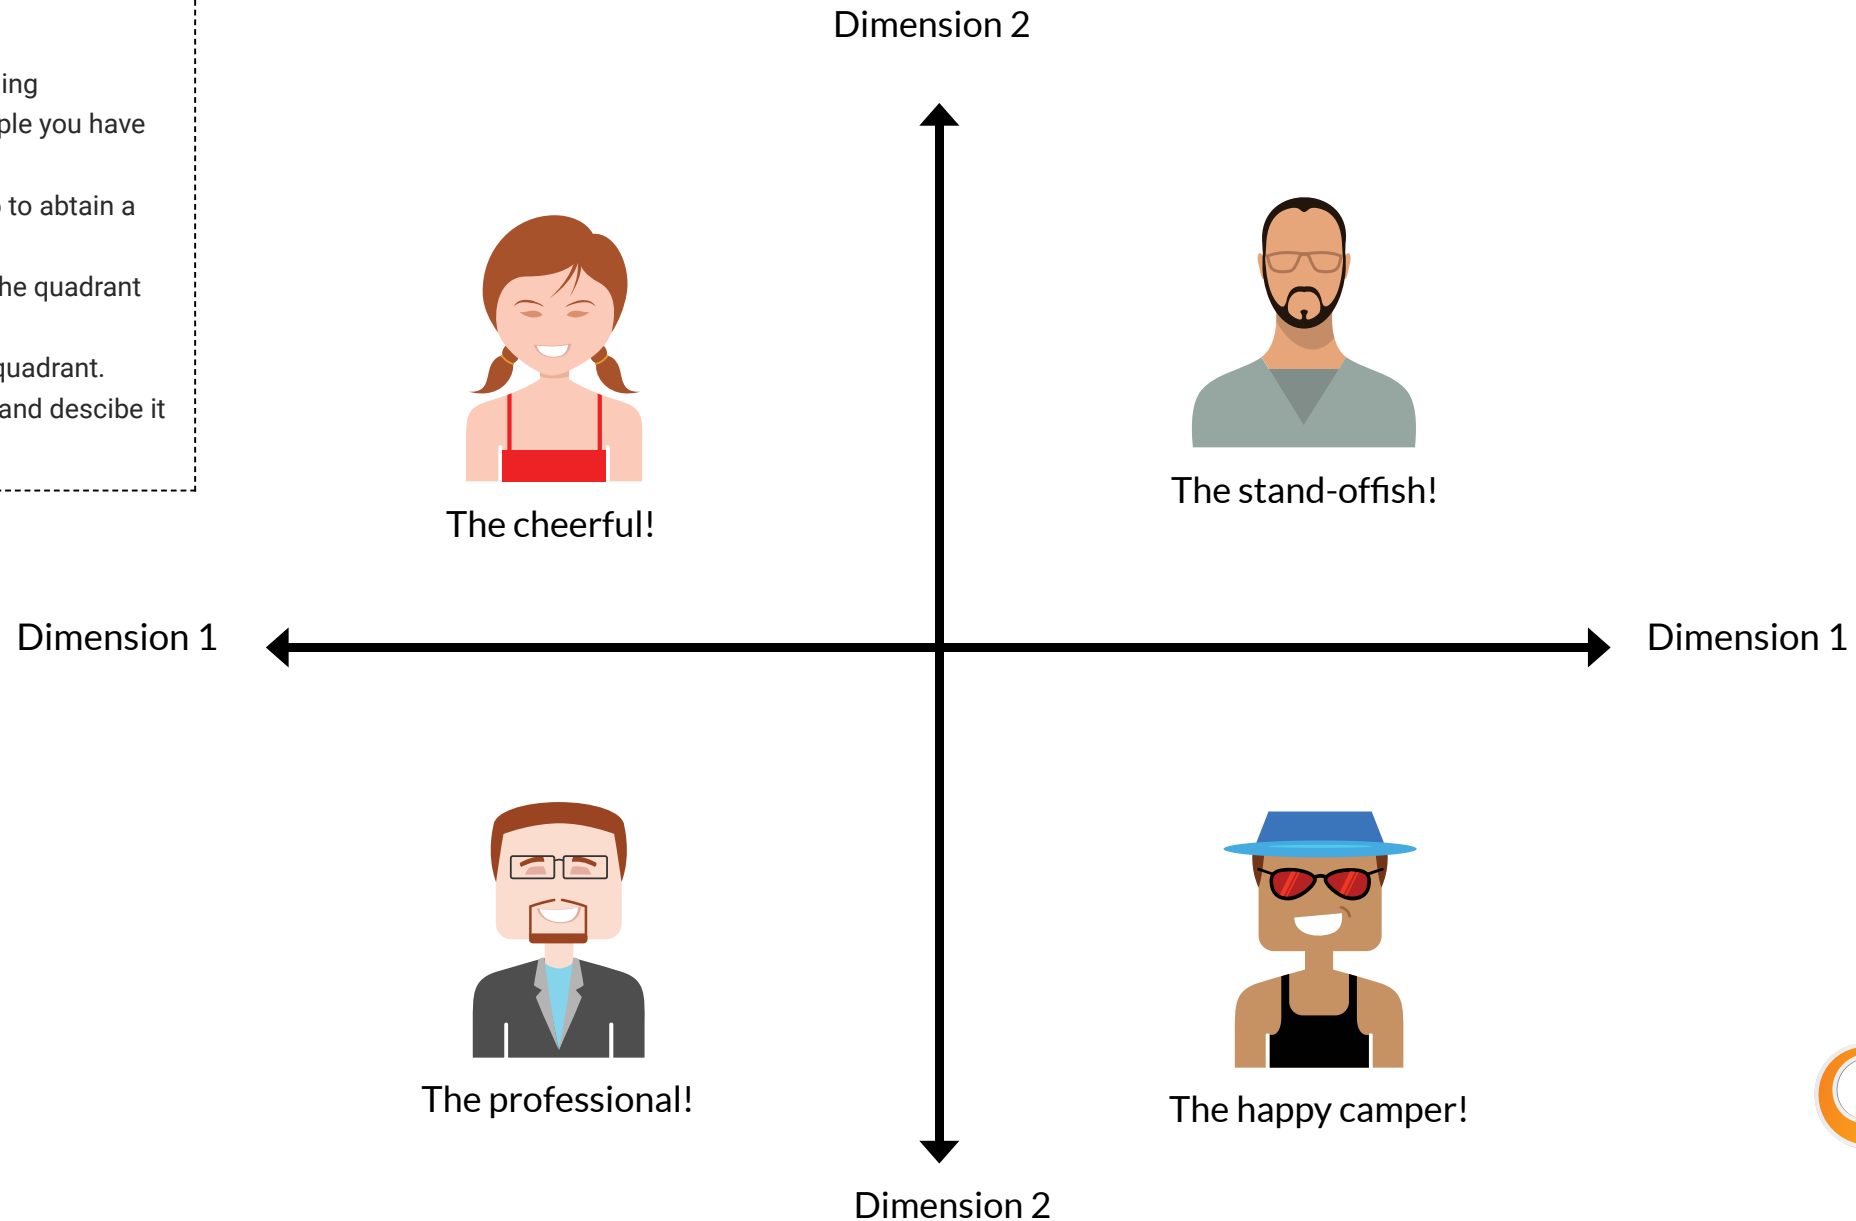 Dimension 2
ing
ple you have
to abtain a
he quadrant
quadrant.
and descibe it
The cheerful!
The stand-offish!
Dimension 1
Dimension 1
The professional!
The happy camper!
Dimension 2